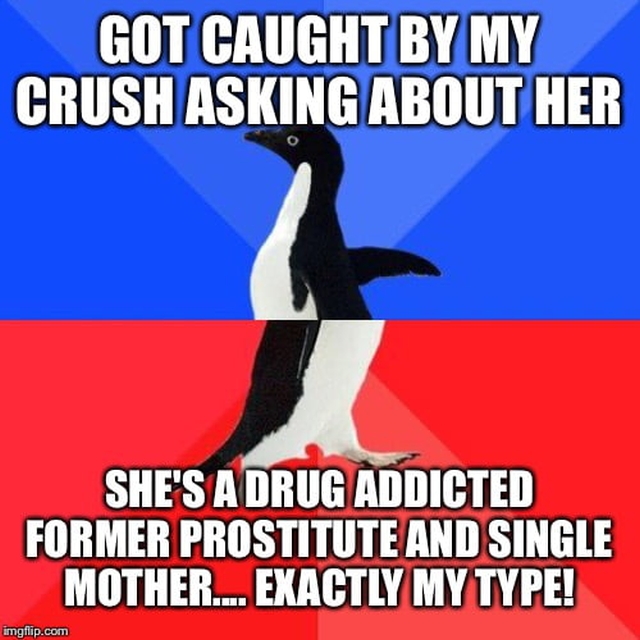 GOT CAUGHT BY MY
CRUSH ASKING ABOUT HER
SHE'S A DRUG ADDICTED
FORMER PROSTITUTE AND SINGLE
MOTHER.... EXACTLY MY TYPE!
imgflip.com